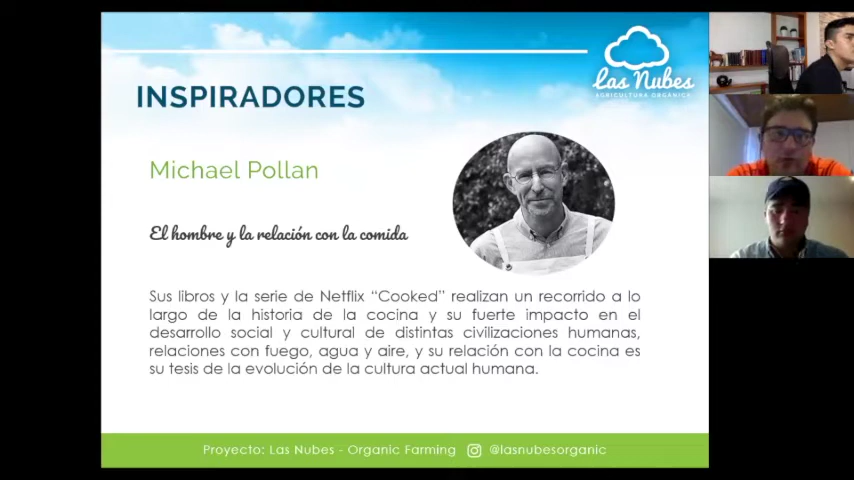 Las Nubes
AGRICULTURA ORGÁNICA
INSPIRADORES
Michael Pollan
El hombre y la relación con la comida
Sus libros y la serie de Netflix “Cooked” realizan un recorrido a lo
largo de la historia de la cocina y su fuerte impacto en el
desarrollo social y cultural de distintas civilizaciones humanas,
relaciones con fuego, agua y aire, y su relación con la cocina es
su tesis de la evolución de la cultura actual humana.
Proyecto: Las Nubes - Organic Farming @lasnubesorganic